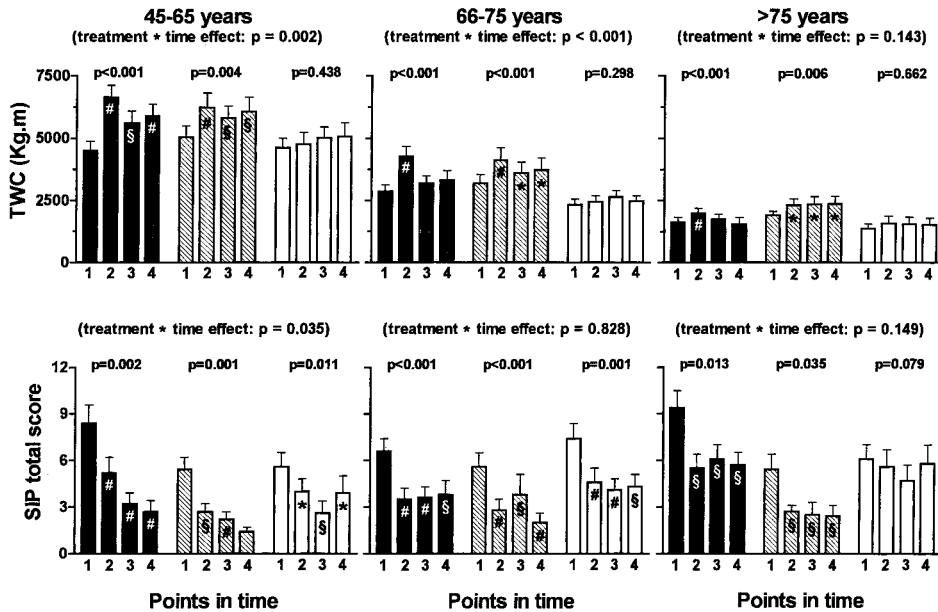 45-65 years 66-75 years >75 years
(treatment * time effect: p = 0.002) (treatment * time effect: p < 0.001) (treatment * time effect: p = 0.143)
p<0.001 p=0.004 p=0.438 p<0.001 p<0.001 p=0.298 p<0.001 p=0.006 p=0.662
TWC (Kg.m)
7500
5000
2500
0
# § # # § § # # * * # * * *
1 2 3 4 1 2 3 4 1 2 3 4 1 2 3 4 1 2 3 4 1 2 3 4 1 2 3 4 1 2 3 4 1 2 3 4
(treatment * time effect: p = 0.035) (treatment * time effect: p = 0.828) (treatment * time effect: p = 0.149)
p=0.002 p=0.001 p=0.011 p<0.001 p<0.001 p=0.001 p=0.013 p=0.035 p=0.079
SIP total score
12
9
6
3
0
# # # § # * § * # # § # § # # # § § § § § § §
1 2 3 4 1 2 3 4 1 2 3 4 1 2 3 4 1 2 3 4 1 2 3 4 1 2 3 4 1 2 3 4 1 2 3 4
Points in time Points in time Points in time